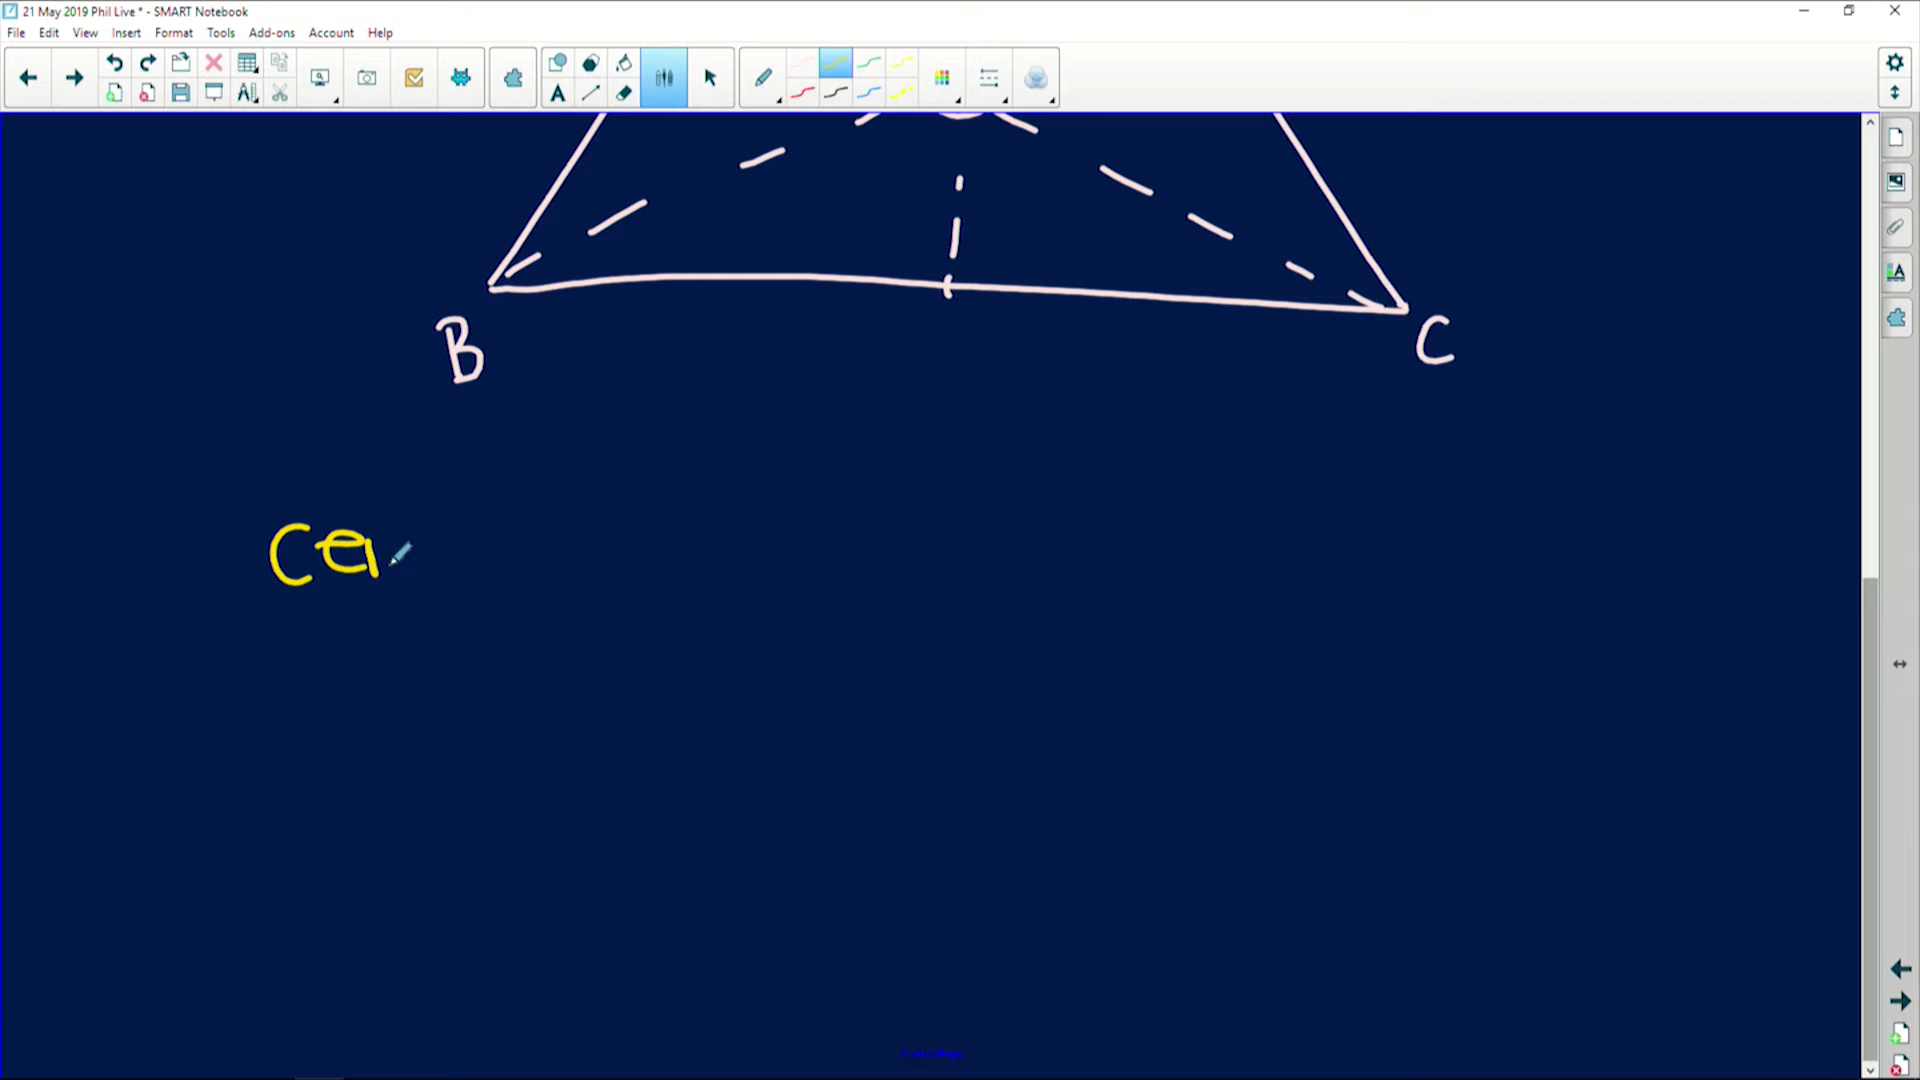 21 May 2019 Phil Live * - SMART Notebook
File Edit View Insert Format Tools Add-ons Account Help
B
C
Ce